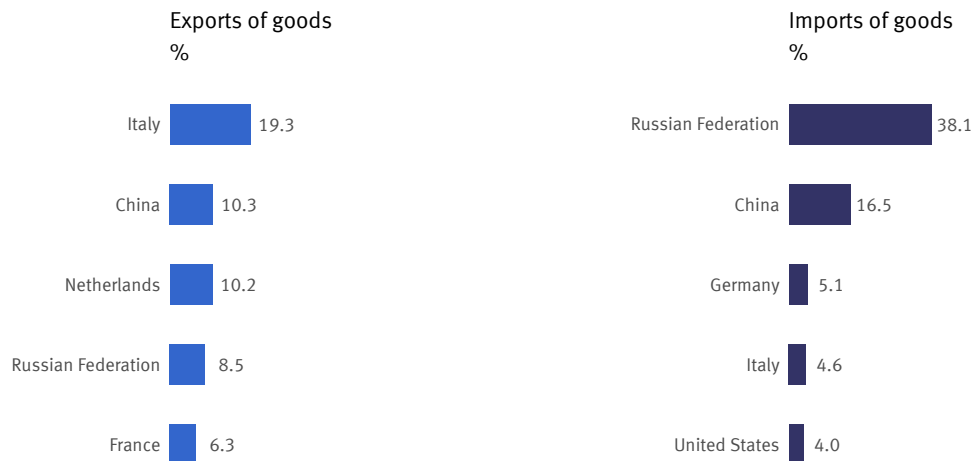 Exports of goods
%
Italy 19.3
China 10.3
Netherlands 10.2
Russian Federation 8.5
France 6.3
Imports of goods
%
Russian Federation 38.1
China 16.5
Germany 5.1
Italy 4.6
United States 4.0